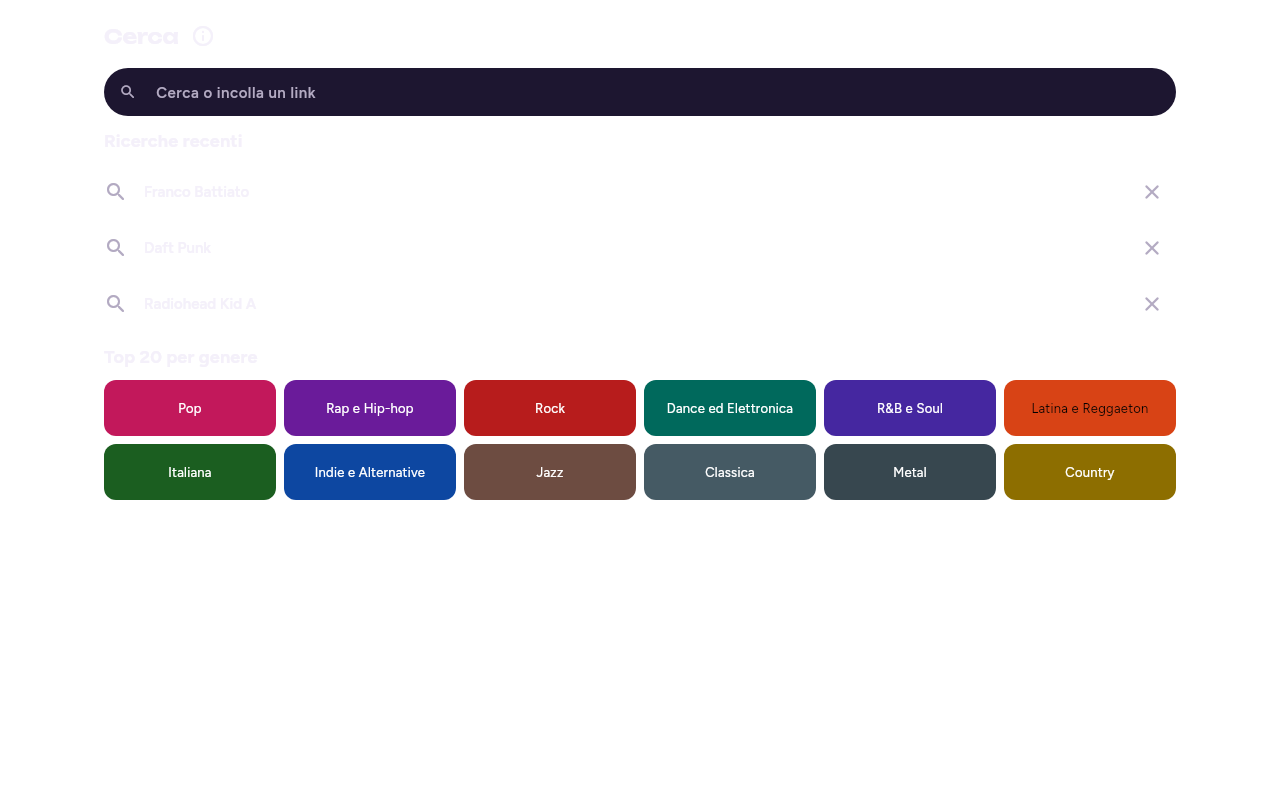 Cerca
Cerca o incolla un link
Ricerche recenti
Franco Battiato
Daft Punk
Radiohead Kid A
Top 20 per genere
Pop
Rap e Hip-hop
Rock
Dance ed Elettronica
R&B e Soul
Latina e Reggaeton
Italiana
Indie e Alternative
Jazz
Classica
Metal
Country